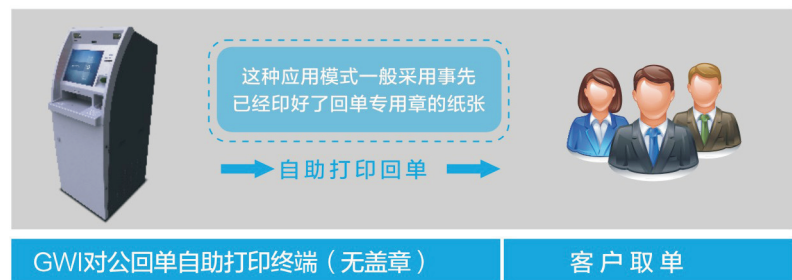 这种应用模式一般采用事先
已经印好了回单专用章的纸张
自助打印回单
GWI对公回单自助打印终端（无盖章）
客户取单